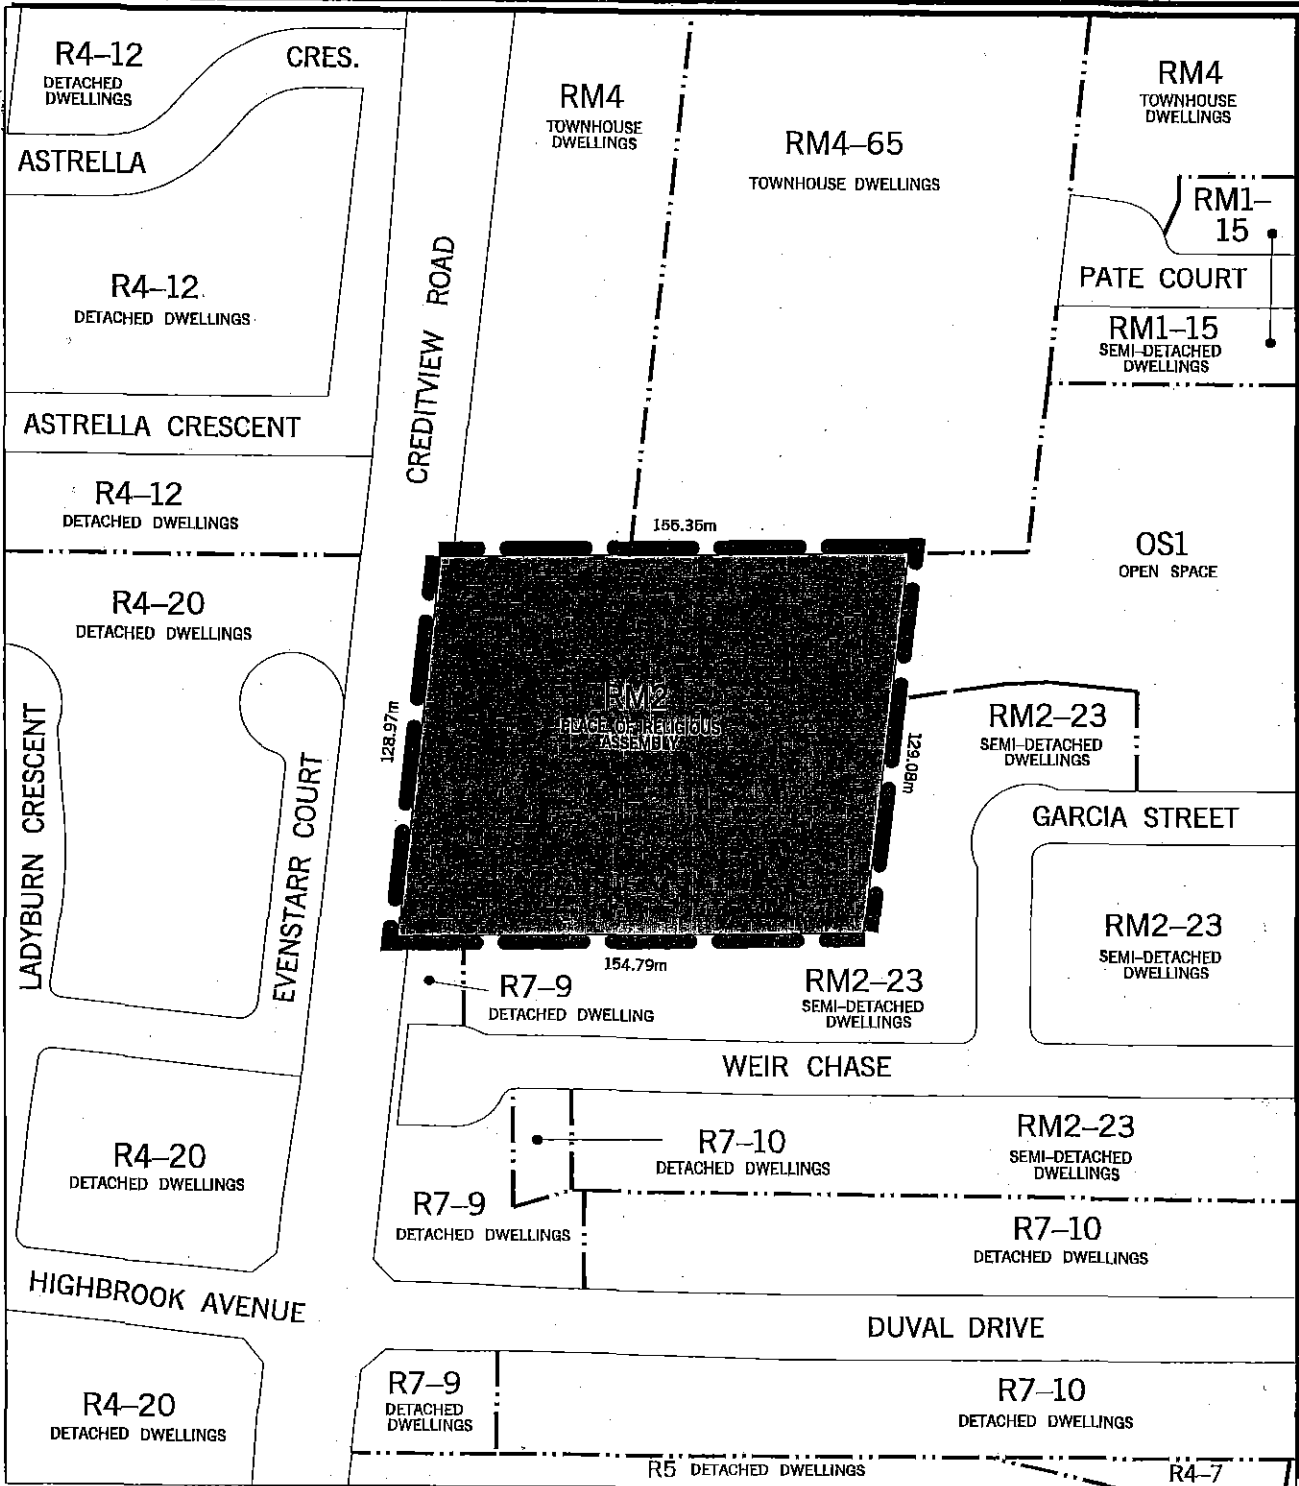 R4–12
DETACHED
DWELLINGS
CRES.
ASTRELLA
RM4
TOWNHOUSE
DWELLINGS
RM4–65
TOWNHOUSE DWELLINGS
RM4
TOWNHOUSE
DWELLINGS
RM1–
15
PATE COURT
RM1–15
SEMI–DETACHED
DWELLINGS
R4–12
DETACHED DWELLINGS
CREDITVIEW ROAD
ASTRELLA CRESCENT
R4–12
DETACHED DWELLINGS
155.35m
OS1
OPEN SPACE
R4–20
DETACHED DWELLINGS
RM2
PLACE OF RELIGIOUS
ASSEMBLY
128.97m
129.08m
RM2–23
SEMI–DETACHED
DWELLINGS
LADYBURN CRESCENT
EVENSTARR COURT
GARCIA STREET
RM2–23
SEMI–DETACHED
DWELLINGS
154.79m
R7–9
DETACHED DWELLING
RM2–23
SEMI–DETACHED
DWELLINGS
WEIR CHASE
R4–20
DETACHED DWELLINGS
R7–10
DETACHED DWELLINGS
RM2–23
SEMI–DETACHED
DWELLINGS
R7–9
DETACHED DWELLINGS
R7–10
DETACHED DWELLINGS
HIGHBROOK AVENUE
DUVAL DRIVE
R4–20
DETACHED DWELLINGS
R7–9
DETACHED
DWELLINGS
R7–10
DETACHED DWELLINGS
R5 DETACHED DWELLINGS
R4–7